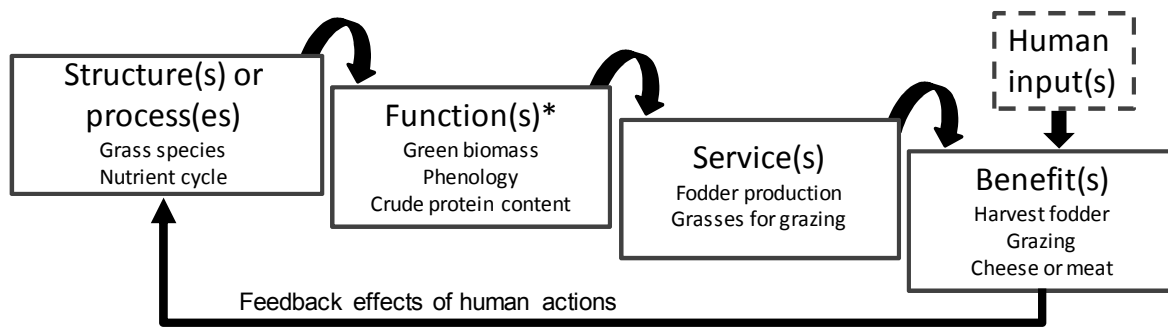 Structure(s) or
process(es)
Grass species
Nutrient cycle
Function(s)*
Green biomass
Phenology
Crude protein content
Service(s)
Fodder production
Grasses for grazing
Human
input(s)
Benefit(s)
Harvest fodder
Grazing
Cheese or meat
Feedback effects of human actions